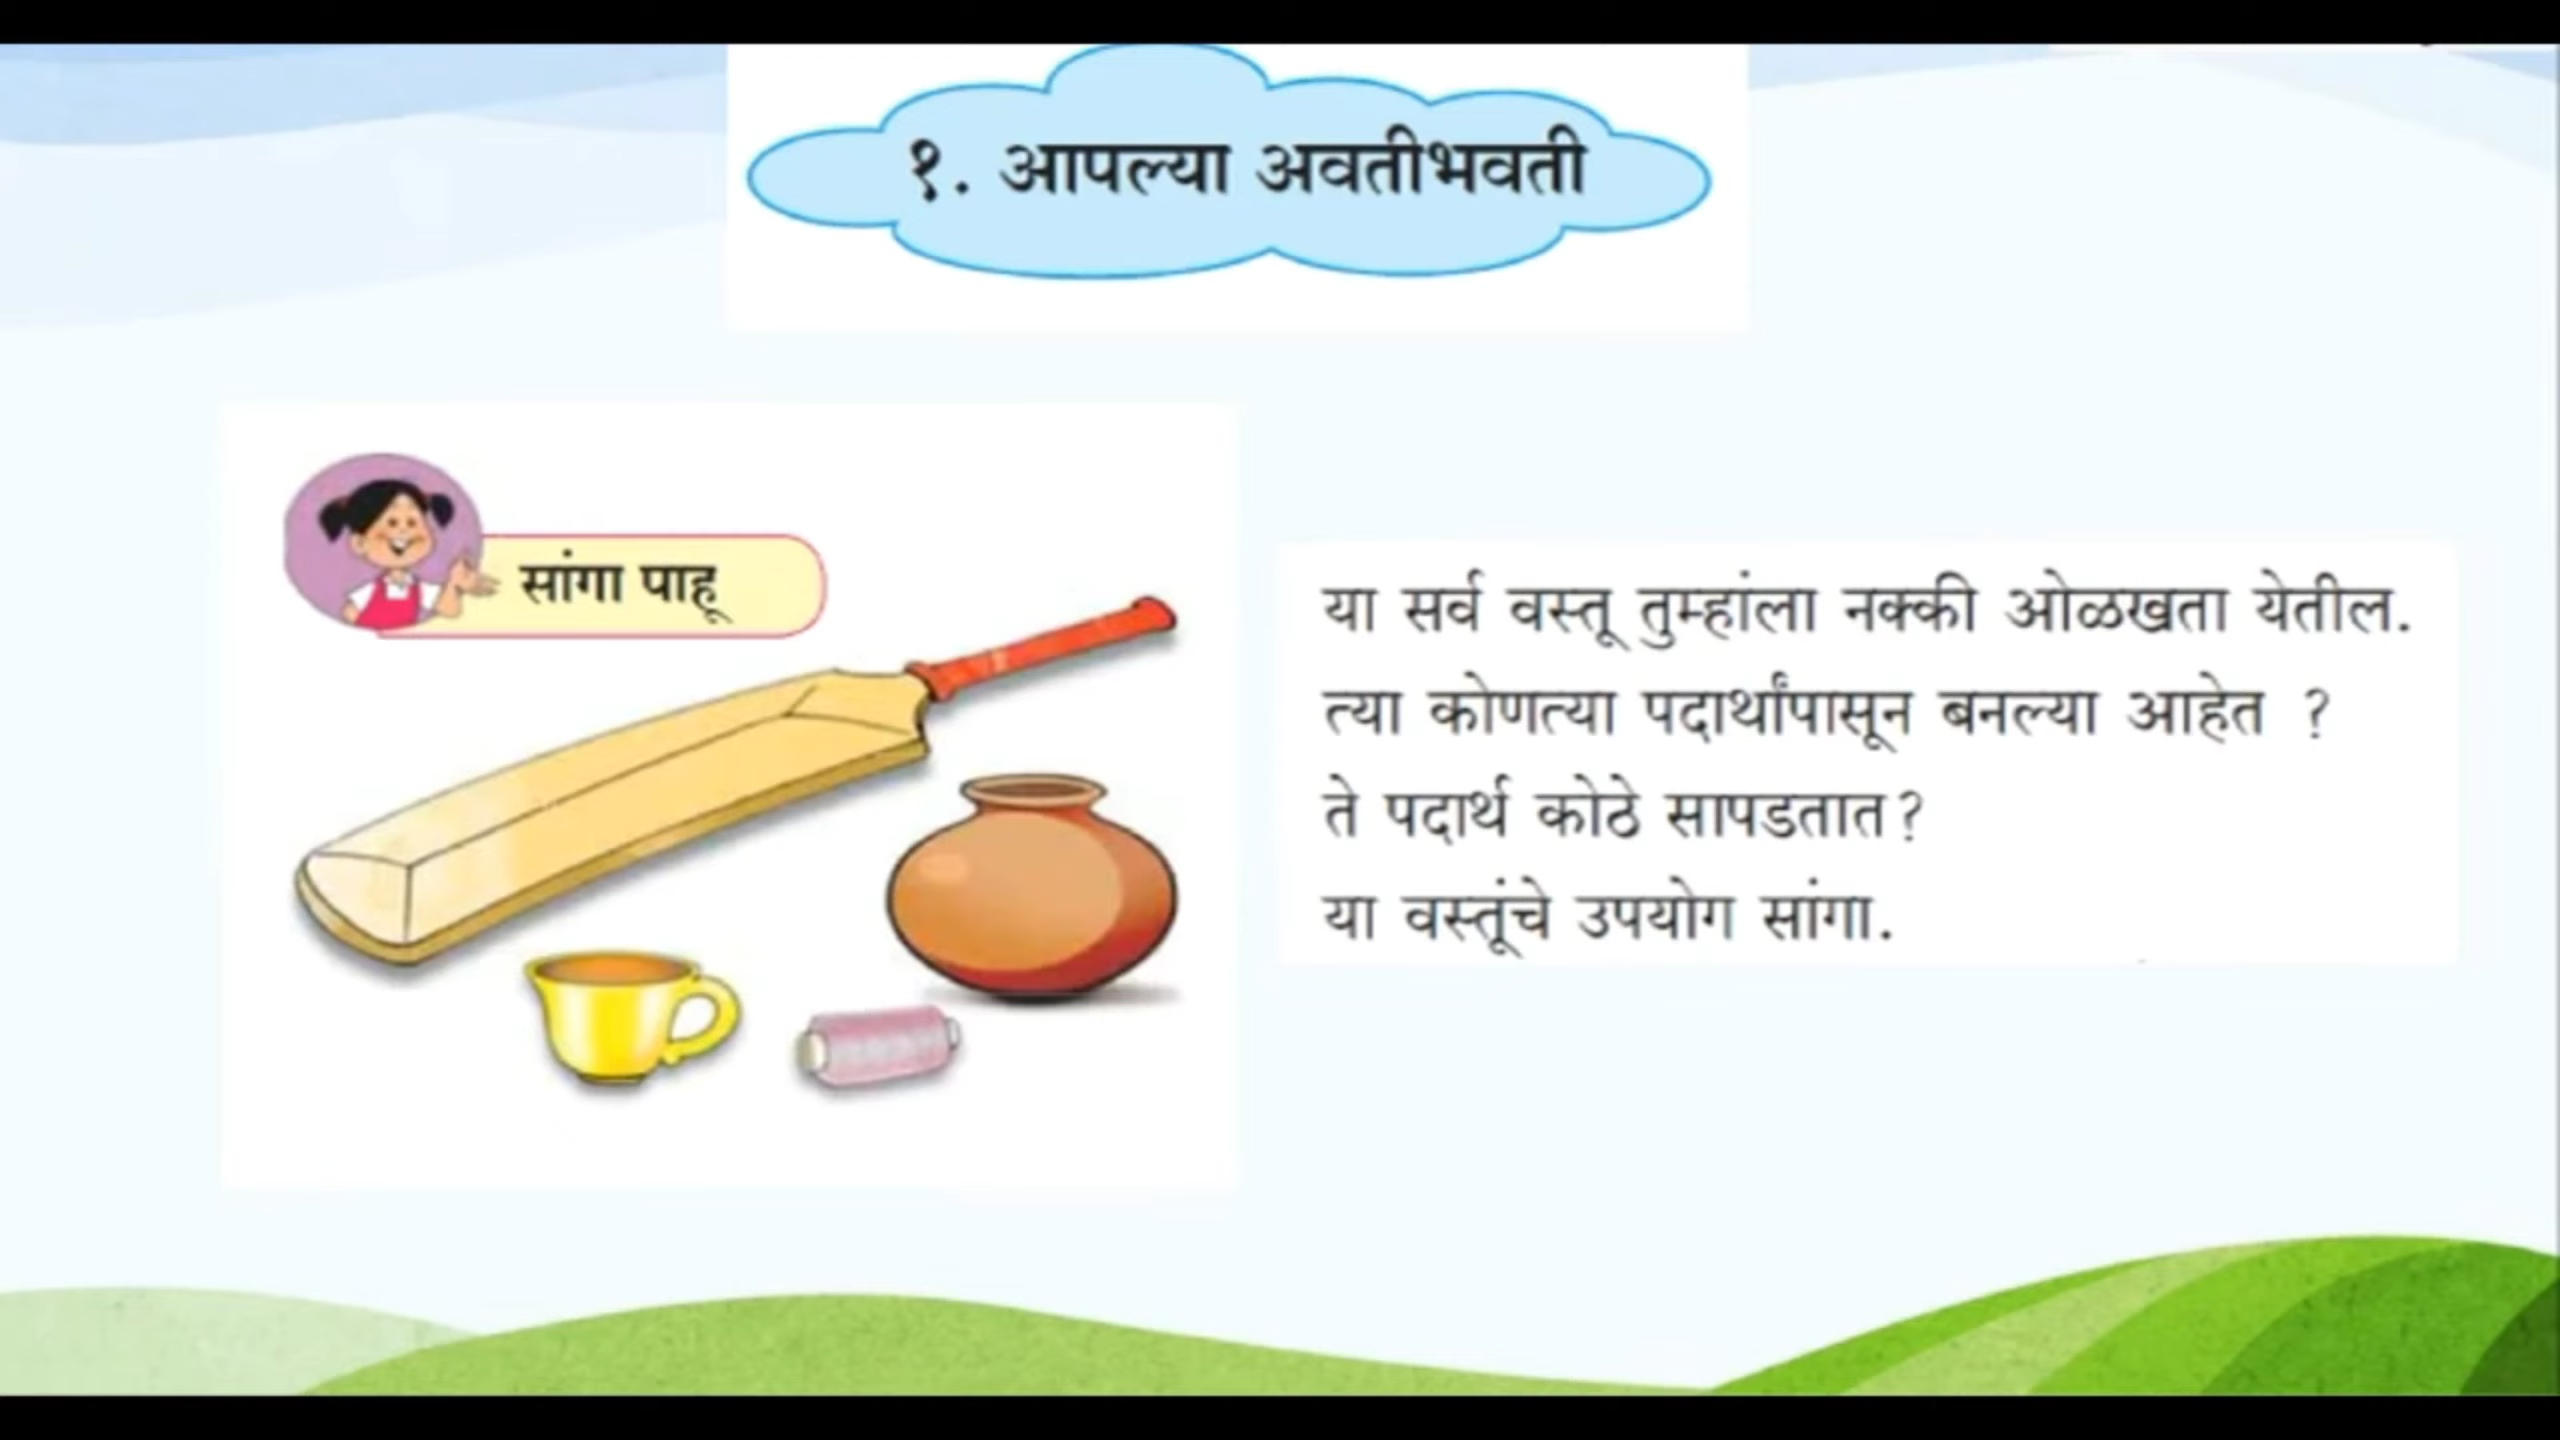 १. आपल्या अवतीभवती
सांगा पाहू
या सर्व वस्तू तुम्हांला नक्की ओळखता येतील.
त्या कोणत्या पदार्थांपासून बनल्या आहेत ?
ते पदार्थ कोठे सापडतात?
या वस्तूंचे उपयोग सांगा.